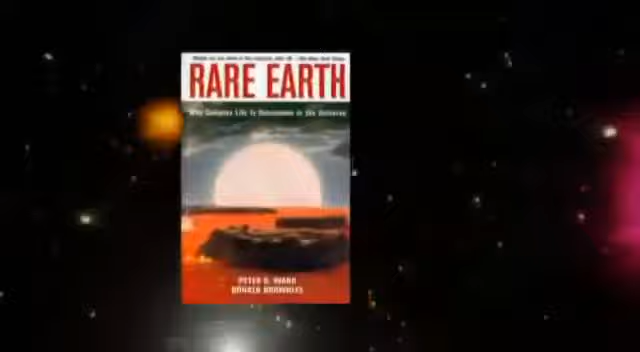 RARE EARTH
Why Complex Life Is Uncommon in the Universe
PETER D. WARD
DONALD BROWNLEE